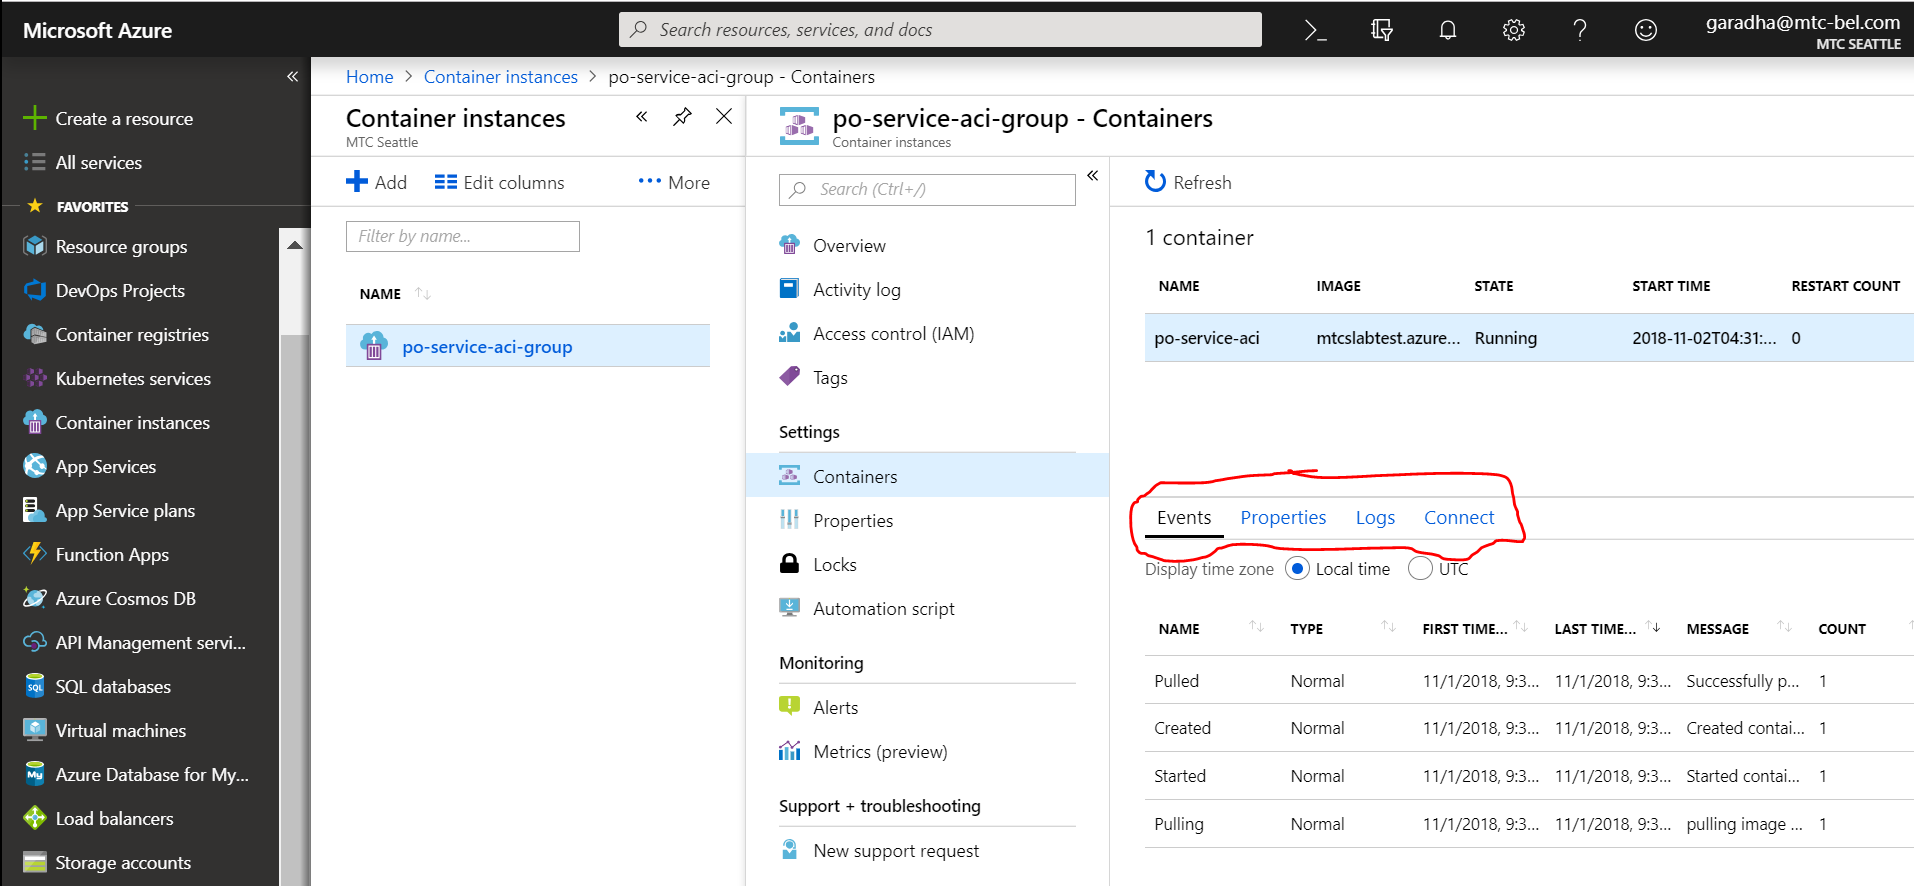 Microsoft Azure
Search resources, services, and docs
garadha@mtc-bel.com
MTC SEATTLE
Create a resource
All services
FAVORITES
Resource groups
DevOps Projects
Container registries
Kubernetes services
Container instances
App Services
App Service plans
Function Apps
Azure Cosmos DB
API Management servi...
SQL databases
Virtual machines
Azure Database for My...
Load balancers
Storage accounts
Home > Container instances > po-service-aci-group - Containers
Container instances
MTC Seattle
Add Edit columns ... More
Filter by name...
NAME
po-service-aci-group
po-service-aci-group - Containers
Container instances
Search (Ctrl+/)
Overview
Activity log
Access control (IAM)
Tags
Settings
Containers
Properties
Locks
Automation script
Monitoring
Alerts
Metrics (preview)
Support + troubleshooting
New support request
Refresh
1 container
NAME IMAGE STATE START TIME RESTART COUNT
po-service-aci mtcslabtest.azure... Running 2018-11-02T04:31:... 0
Events Properties Logs Connect
Display time zone Local time UTC
NAME TYPE FIRST TIME... LAST TIME... MESSAGE COUNT
Pulled Normal 11/1/2018, 9:3... 11/1/2018, 9:3... Successfully p... 1
Created Normal 11/1/2018, 9:3... 11/1/2018, 9:3... Created contai... 1
Started Normal 11/1/2018, 9:3... 11/1/2018, 9:3... Started contai... 1
Pulling Normal 11/1/2018, 9:3... 11/1/2018, 9:3... pulling image ... 1